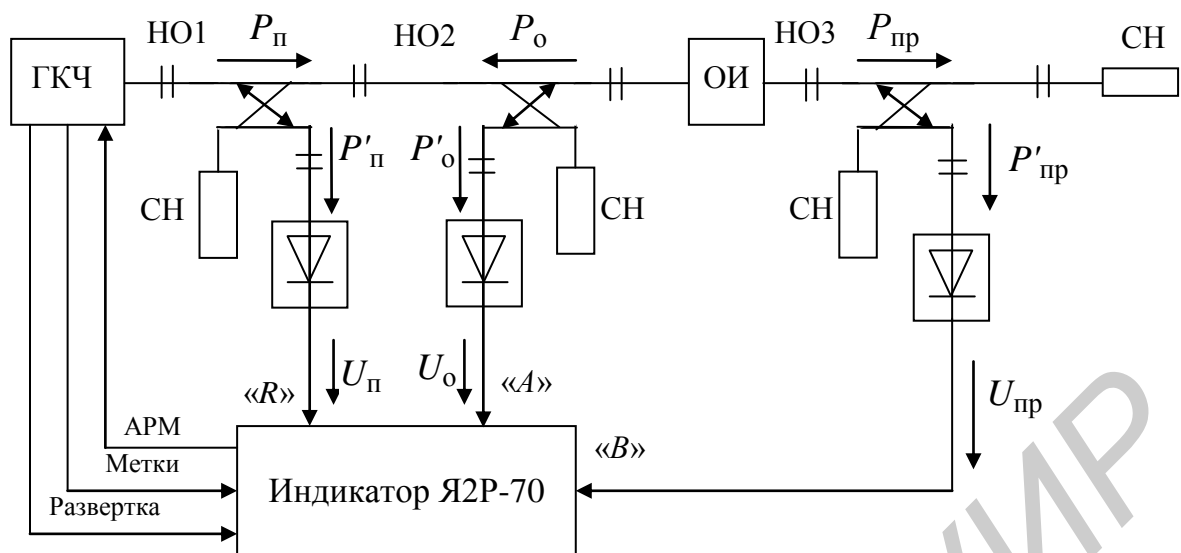 НО1
Pп
НО2
Pо
НО3
Pпр
СН
ГКЧ
ОИ
P'п
P'о
P'пр
СН
СН
СН
«R»
Uп
Uо
«A»
Uпр
АРМ
Метки
Развертка
«B»
Индикатор Я2Р-70